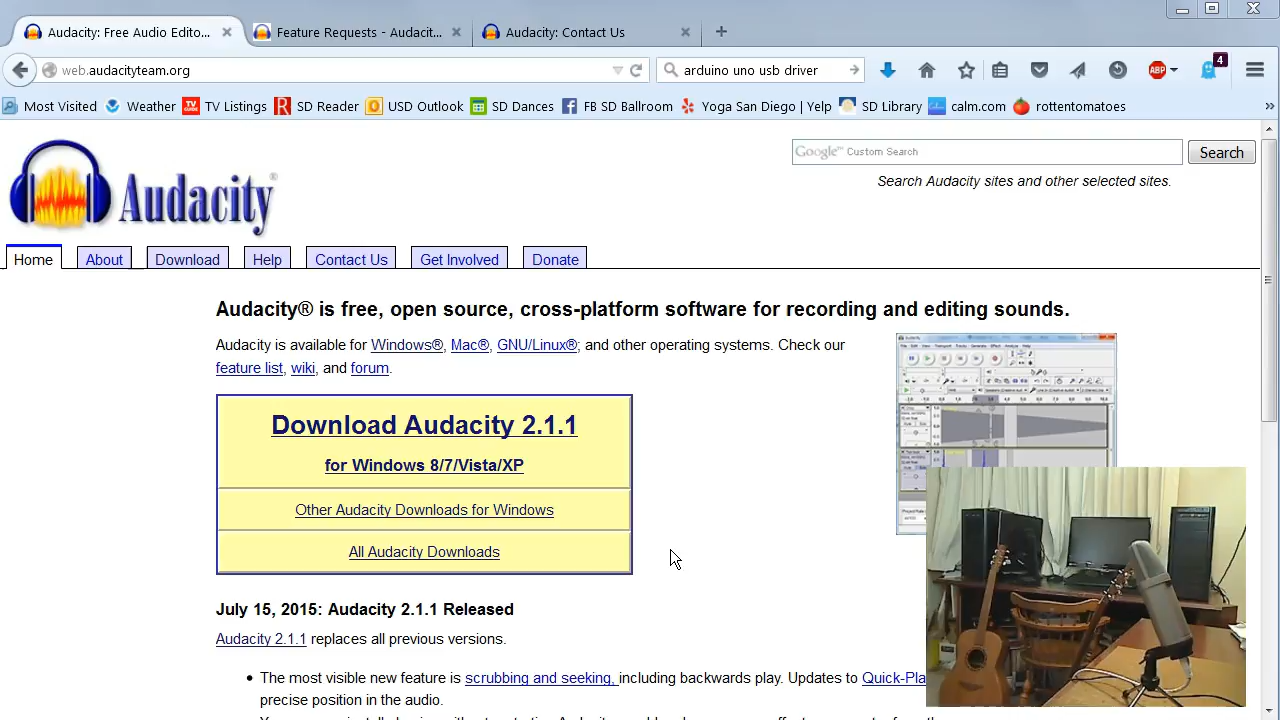 Audacity: Free Audio Edito...
Feature Requests - Audacit...
Audacity: Contact Us
web.audacityteam.org
arduino uno usb driver
4
ABP
Most Visited
Weather
TV Listings
SD Reader
USD Outlook
SD Dances
FB SD Ballroom
Yoga San Diego | Yelp
SD Library
calm.com
rottentomatoes
Audacity®
Google™ Custom Search
Search
Search Audacity sites and other selected sites.
Home
About
Download
Help
Contact Us
Get Involved
Donate
Audacity® is free, open source, cross-platform software for recording and editing sounds.
Audacity is available for Windows®, Mac®, GNU/Linux® and other operating systems. Check our
feature list, wiki and forum.
Download Audacity 2.1.1
for Windows 8/7/Vista/XP
Other Audacity Downloads for Windows
All Audacity Downloads
July 15, 2015: Audacity 2.1.1 Released
Audacity 2.1.1 replaces all previous versions.
The most visible new feature is scrubbing and seeking, including backwards play. Updates to Quick-Pla
precise position in the audio.